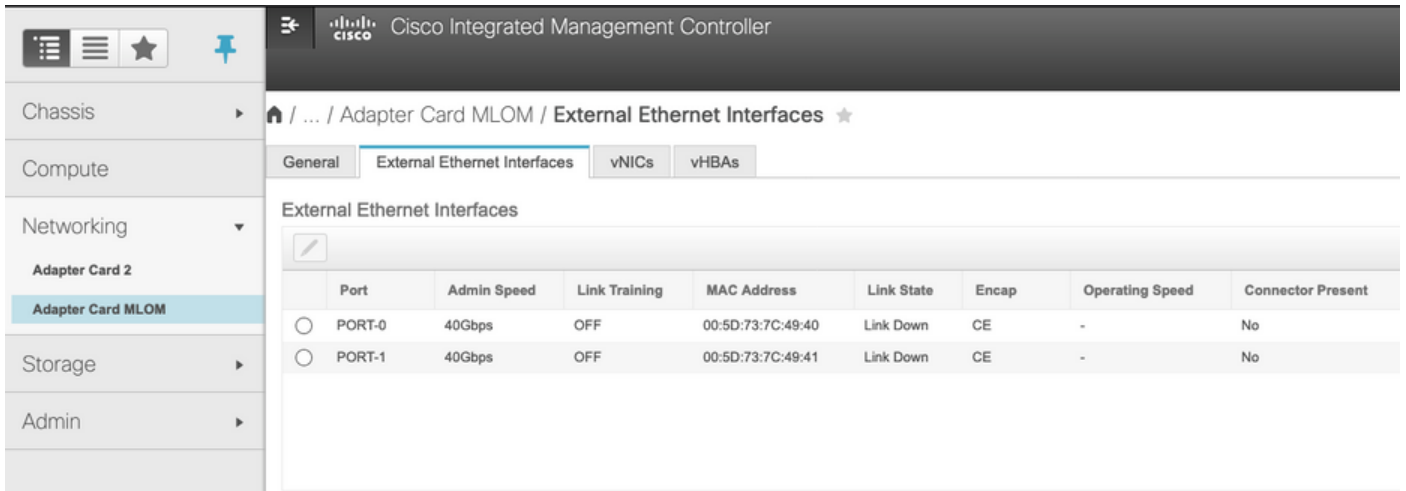 cisco Cisco Integrated Management Controller
Chassis
Compute
Networking
Adapter Card 2
Adapter Card MLOM
Storage
Admin
/ ... / Adapter Card MLOM / External Ethernet Interfaces
General External Ethernet Interfaces vNICs vHBAs
External Ethernet Interfaces
Port Admin Speed Link Training MAC Address Link State Encap Operating Speed Connector Present
PORT-0 40Gbps OFF 00:5D:73:7C:49:40 Link Down CE - No
PORT-1 40Gbps OFF 00:5D:73:7C:49:41 Link Down CE - No